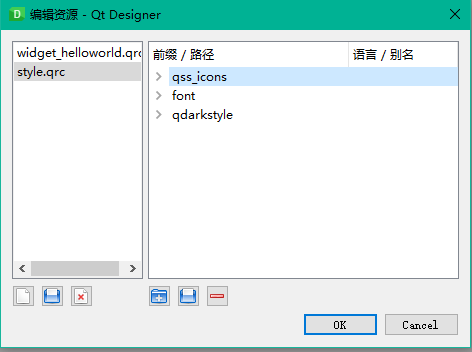 编辑资源 - Qt Designer
widget_helloworld.qrc
style.qrc
前缀 / 路径
语言 / 别名
qss_icons
font
qdarkstyle
OK
Cancel